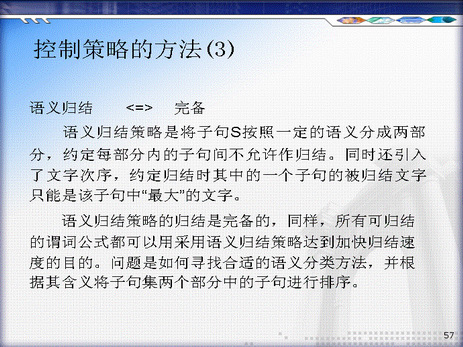 控制策略的方法(3)
语义归结 <=> 完备
语义归结策略是将子句S按照一定的语义分成两部
分，约定每部分内的子句间不允许作归结。同时还引入
了文字次序，约定归结时其中的一个子句的被归结文字
只能是该子句中“最大”的文字。
语义归结策略的归结是完备的，同样，所有可归结
的谓词公式都可以用采用语义归结策略达到加快归结速
度的目的。问题是如何寻找合适的语义分类方法，并根
据其含义将子句集两个部分中的子句进行排序。
57